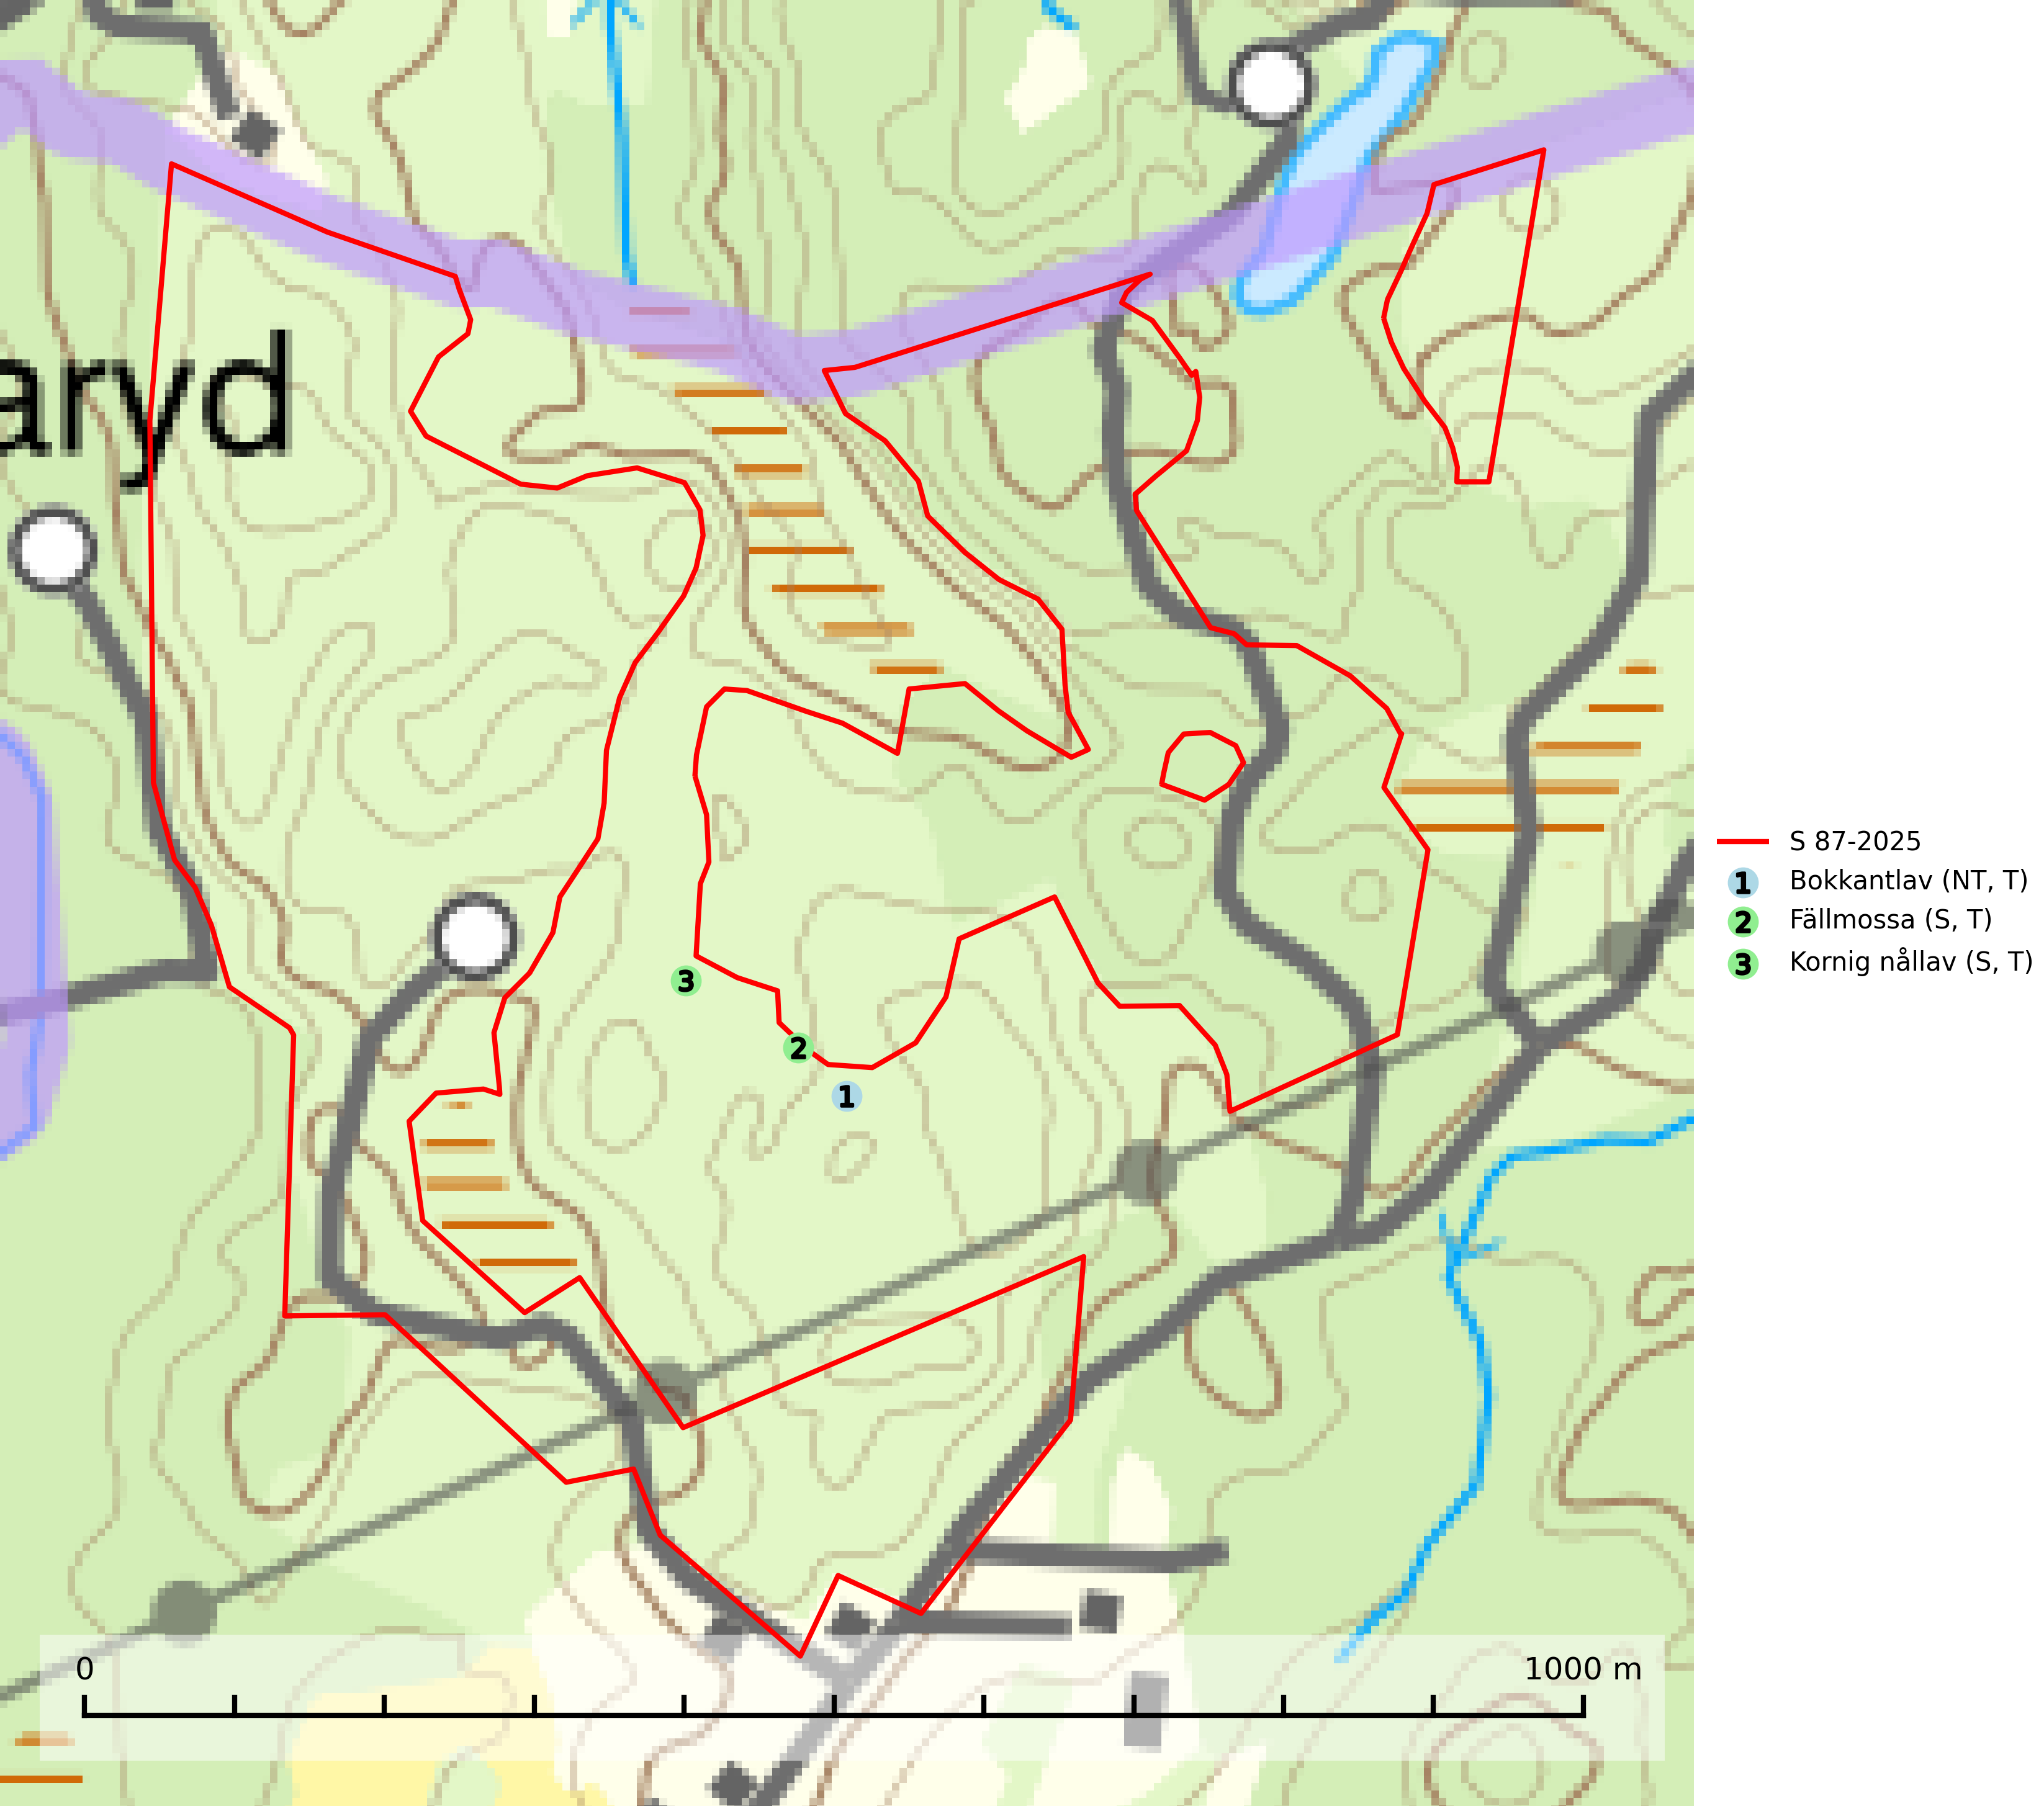 aryd
3
2
1
0
1000 m
S 87-2025
1 Bokkantlav (NT, T)
2 Fällmossa (S, T)
3 Kornig nållav (S, T)